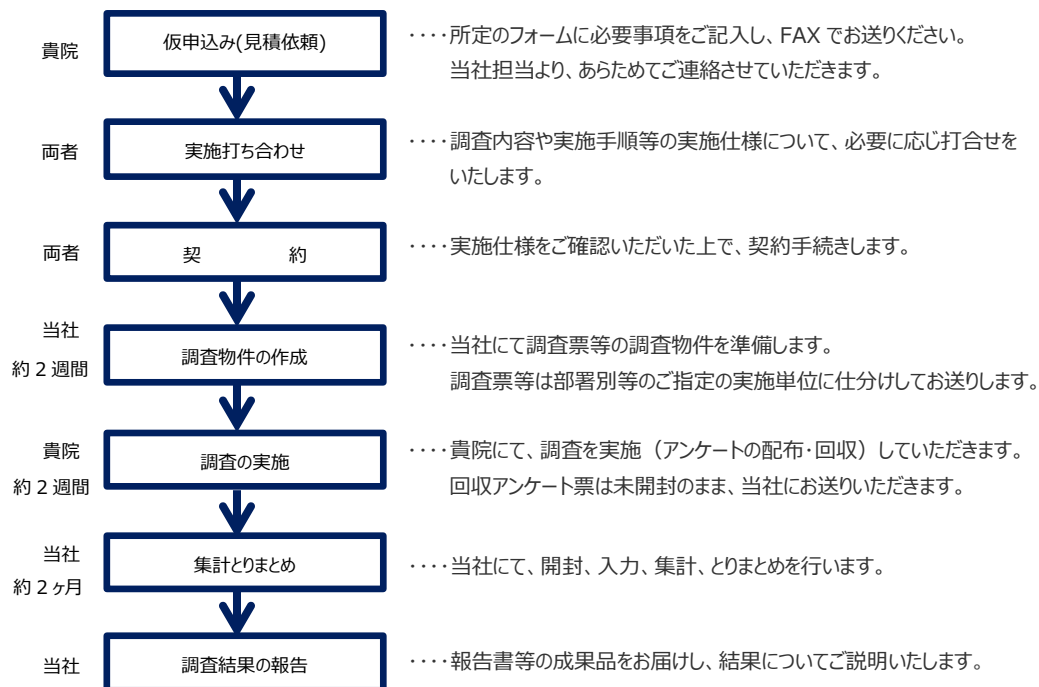 貴院
仮申込み(見積依頼)
‥‥所定のフォームに必要事項をご記入し、FAX でお送りください。
当社担当より、あらためてご連絡させていただきます。
両者
実施打ち合わせ
‥‥調査内容や実施手順等の実施仕様について、必要に応じ打合せを
いたします。
両者
契　　　約
‥‥実施仕様をご確認いただいた上で、契約手続きします。
当社
約 2 週間
調査物件の作成
‥‥当社にて調査票等の調査物件を準備します。
調査票等は部署別等のご指定の実施単位に仕分けしてお送りします。
貴院
約 2 週間
調査の実施
‥‥貴院にて、調査を実施（アンケートの配布・回収）していただきます。
回収アンケート票は未開封のまま、当社にお送りいただきます。
当社
約 2 ヶ月
集計とりまとめ
‥‥当社にて、開封、入力、集計、とりまとめを行います。
当社
調査結果の報告
‥‥報告書等の成果品をお届けし、結果についてご説明いたします。